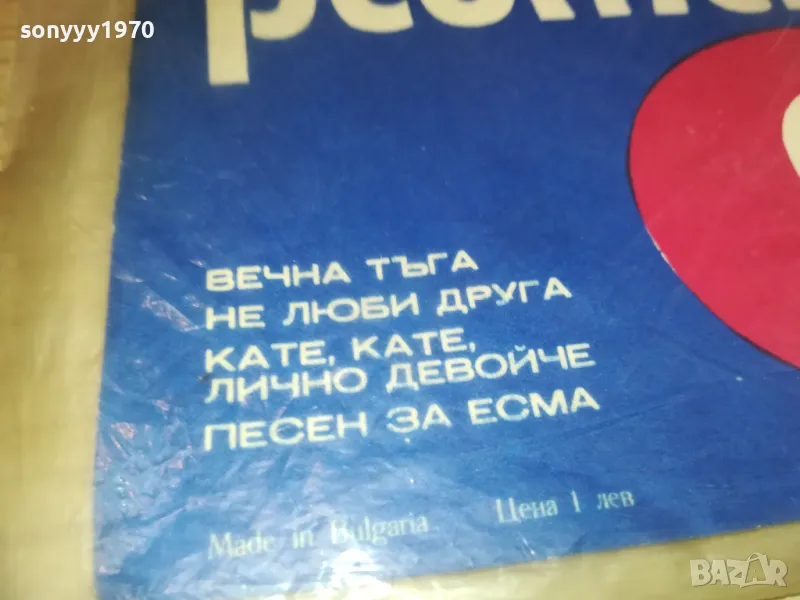 sonyyy1970
ВЕЧНА ТЪГА
НЕ ЛЮБИ ДРУГА
КАТЕ, КАТЕ,
ЛИЧНО ДЕВОЙЧЕ
ПЕСЕН ЗА ЕСМА
Made in Bulgaria Цена 1 лев
BAZAR